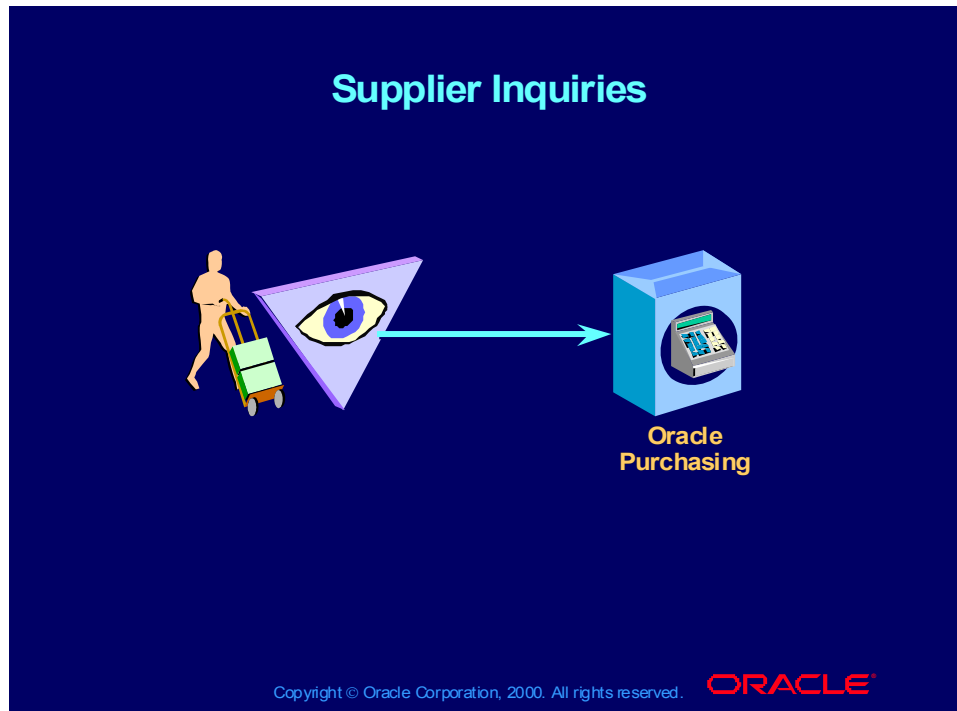 Supplier Inquiries
Oracle
Purchasing
Copyright © Oracle Corporation, 2000. All rights reserved.
ORACLE®